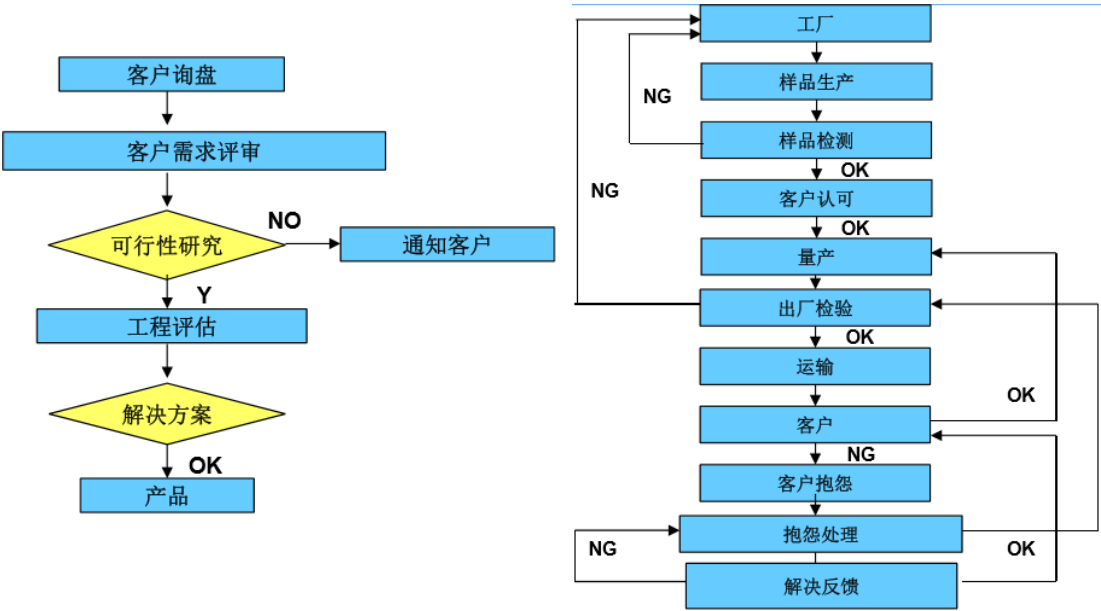 客户询盘
客户需求评审
可行性研究
NO
通知客户
Y
工程评估
解决方案
OK
产品
工厂
样品生产
NG
样品检测
OK
客户认可
NG
OK
量产
出厂检验
OK
运输
OK
客户
NG
客户抱怨
抱怨处理
NG
OK
解决反馈